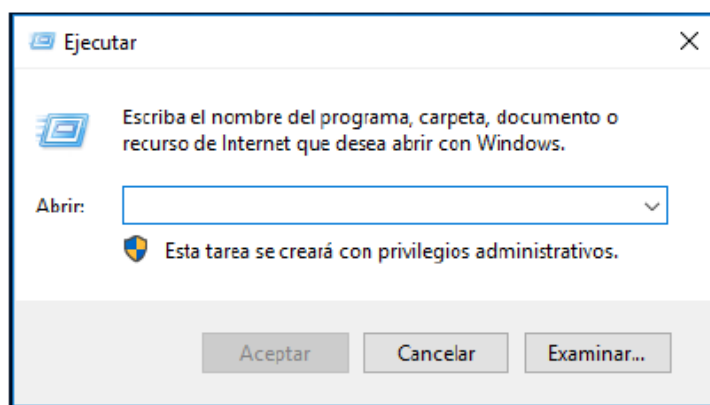 Ejecutar
Escriba el nombre del programa, carpeta, documento o
recurso de Internet que desea abrir con Windows.
Abrir:
Esta tarea se creará con privilegios administrativos.
Aceptar Cancelar Examinar...